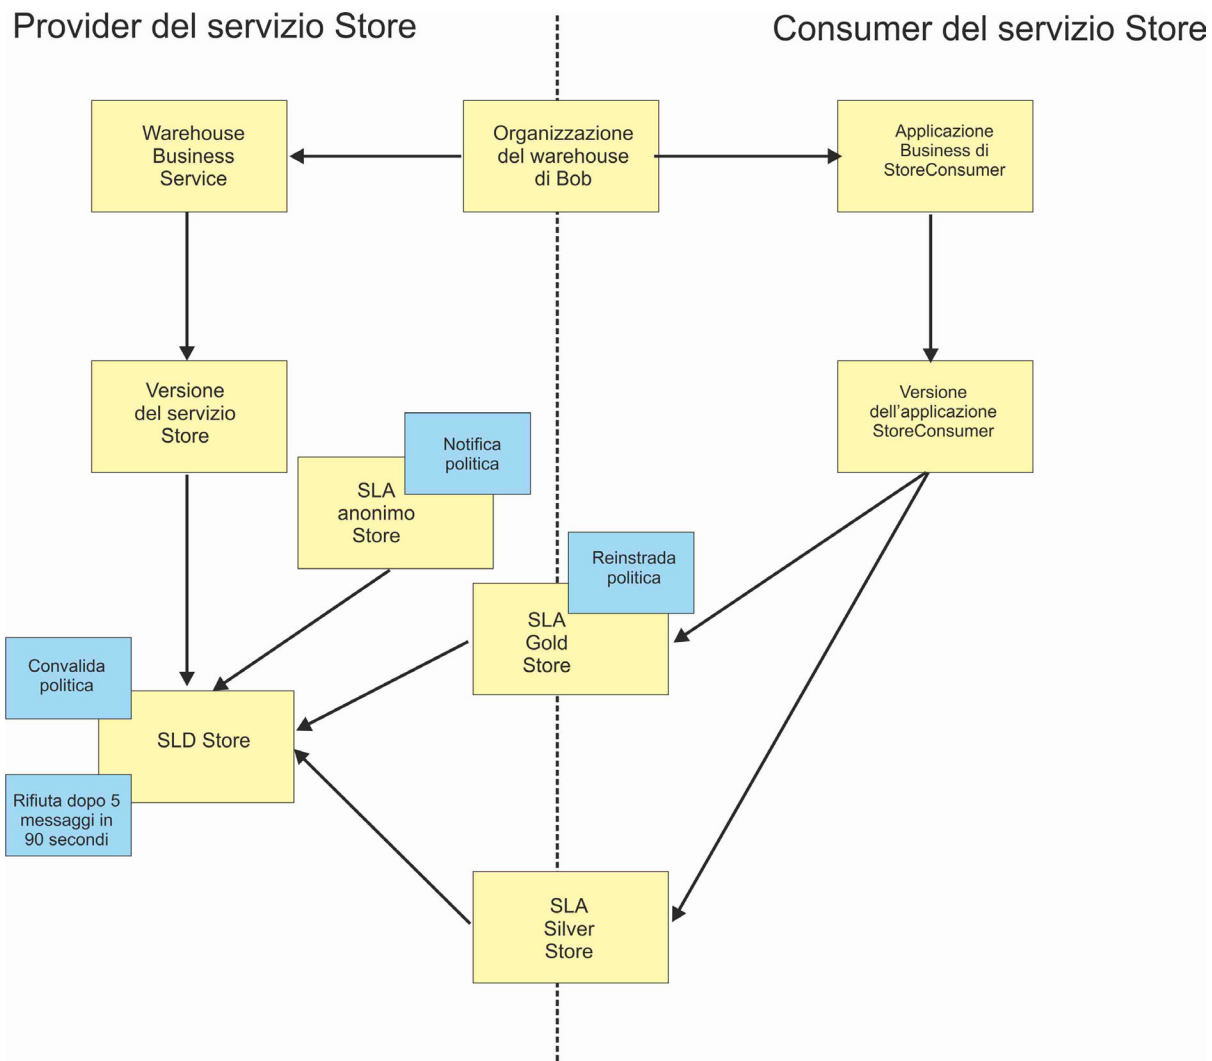 Provider del servizio Store
Consumer del servizio Store
Warehouse
Business
Service
Organizzazione
del warehouse
di Bob
Applicazione
Business di
StoreConsumer
Versione
del servizio
Store
Notifica
politica
SLA
anonimo
Store
Versione
dell'applicazione
StoreConsumer
Reinstrada
politica
SLA
Gold
Store
Convalida
politica
SLD Store
Rifiuta dopo 5
messaggi in
90 secondi
SLA
Silver
Store